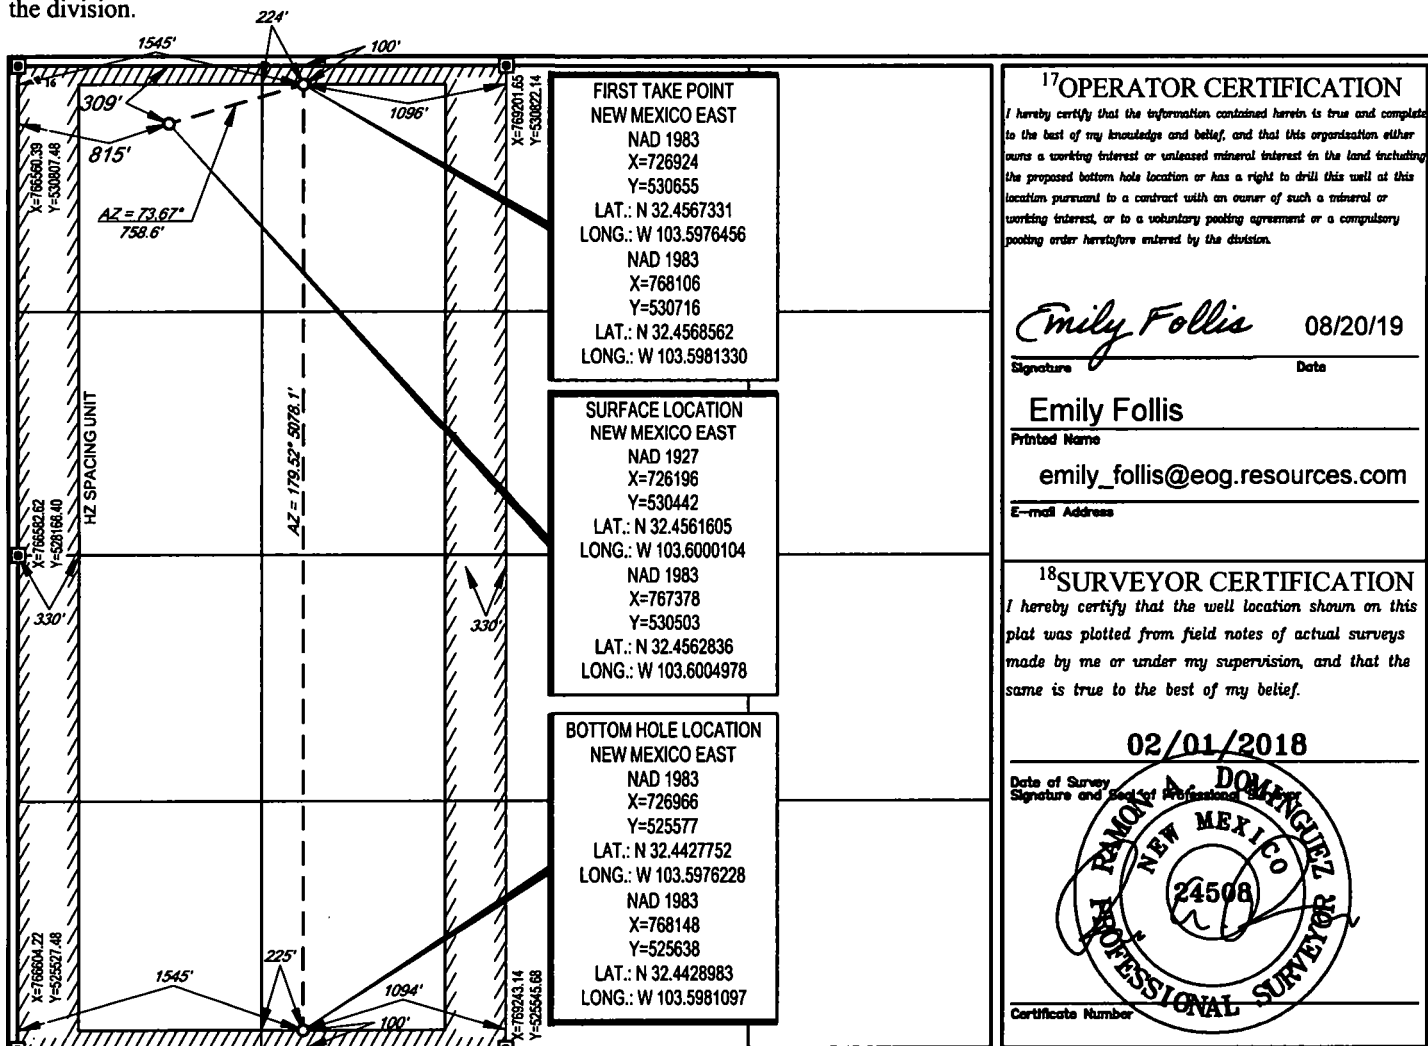 the division.
224'
1545'
100'
16
309'
1096'
X=769201.65
Y=530822.14
815'
X=766560.39
Y=530807.48
AZ = 73.67°
758.6'
HZ SPACING UNIT
AZ = 179.52° 5078.1'
X=766582.62
Y=528166.40
330'
330'
X=766604.22
Y=525527.48
1545'
225'
1094'
100'
X=769243.14
Y=525545.68
FIRST TAKE POINT
NEW MEXICO EAST
NAD 1983
X=726924
Y=530655
LAT.: N 32.4567331
LONG.: W 103.5976456
NAD 1983
X=768106
Y=530716
LAT.: N 32.4568562
LONG.: W 103.5981330
SURFACE LOCATION
NEW MEXICO EAST
NAD 1927
X=726196
Y=530442
LAT.: N 32.4561605
LONG.: W 103.6000104
NAD 1983
X=767378
Y=530503
LAT.: N 32.4562836
LONG.: W 103.6004978
BOTTOM HOLE LOCATION
NEW MEXICO EAST
NAD 1983
X=726966
Y=525577
LAT.: N 32.4427752
LONG.: W 103.5976228
NAD 1983
X=768148
Y=525638
LAT.: N 32.4428983
LONG.: W 103.5981097
17 OPERATOR CERTIFICATION
I hereby certify that the information contained herein is true and complete
to the best of my knowledge and belief, and that this organization either
owns a working interest or unleased mineral interest in the land including
the proposed bottom hole location or has a right to drill this well at this
location pursuant to a contract with an owner of such a mineral or
working interest, or to a voluntary pooling agreement or a compulsory
pooling order heretofore entered by the division.
Emily Follis 08/20/19
Signature Date
Emily Follis
Printed Name
emily_follis@eog.resources.com
E-mail Address
18 SURVEYOR CERTIFICATION
I hereby certify that the well location shown on this
plat was plotted from field notes of actual surveys
made by me or under my supervision, and that the
same is true to the best of my belief.
02/01/2018
Date of Survey
Signature and Seal of Professional Surveyor
RAMON A. DOMINGUEZ
NEW MEXICO
24508
PROFESSIONAL SURVEYOR
Certificate Number